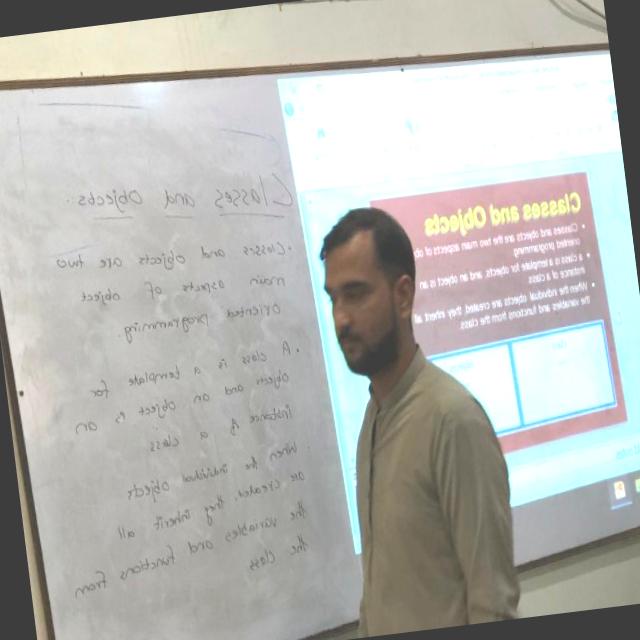 Classes and Objects
• Classes and objects are two
main aspects of object
Oriented programming.
• A class is a template for
objects and an object is an
instance of a class
When the individual objects
are created, they inherit all
the variables and functions from
the class
Classes and Objects
• Classes and objects are the two main aspects of
oriented programming.
• a class is a template for objects, and an object is an
instance of a class.
• When the individual objects are created, they inherit all
the variables and functions from the class.